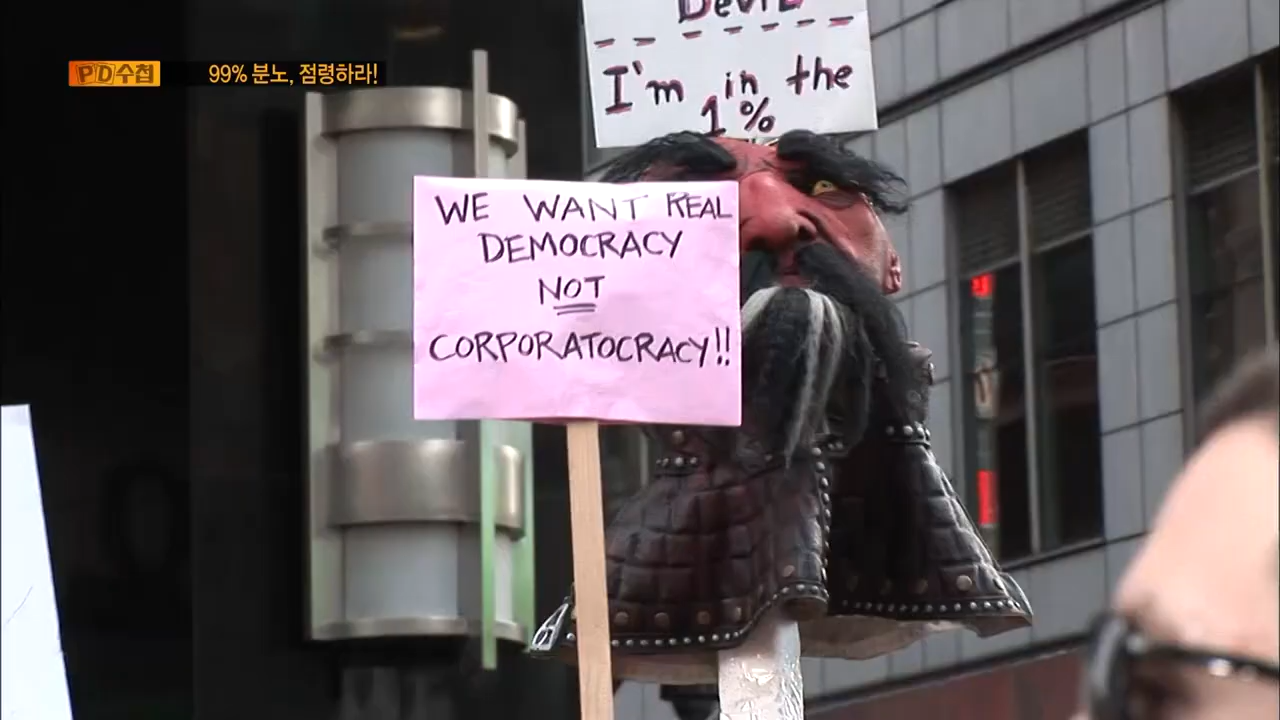 PD수첩 99% 분노, 점령하라!
Devil
I'm in the
1%
WE WANT REAL
DEMOCRACY
NOT
CORPORATOCRACY!!